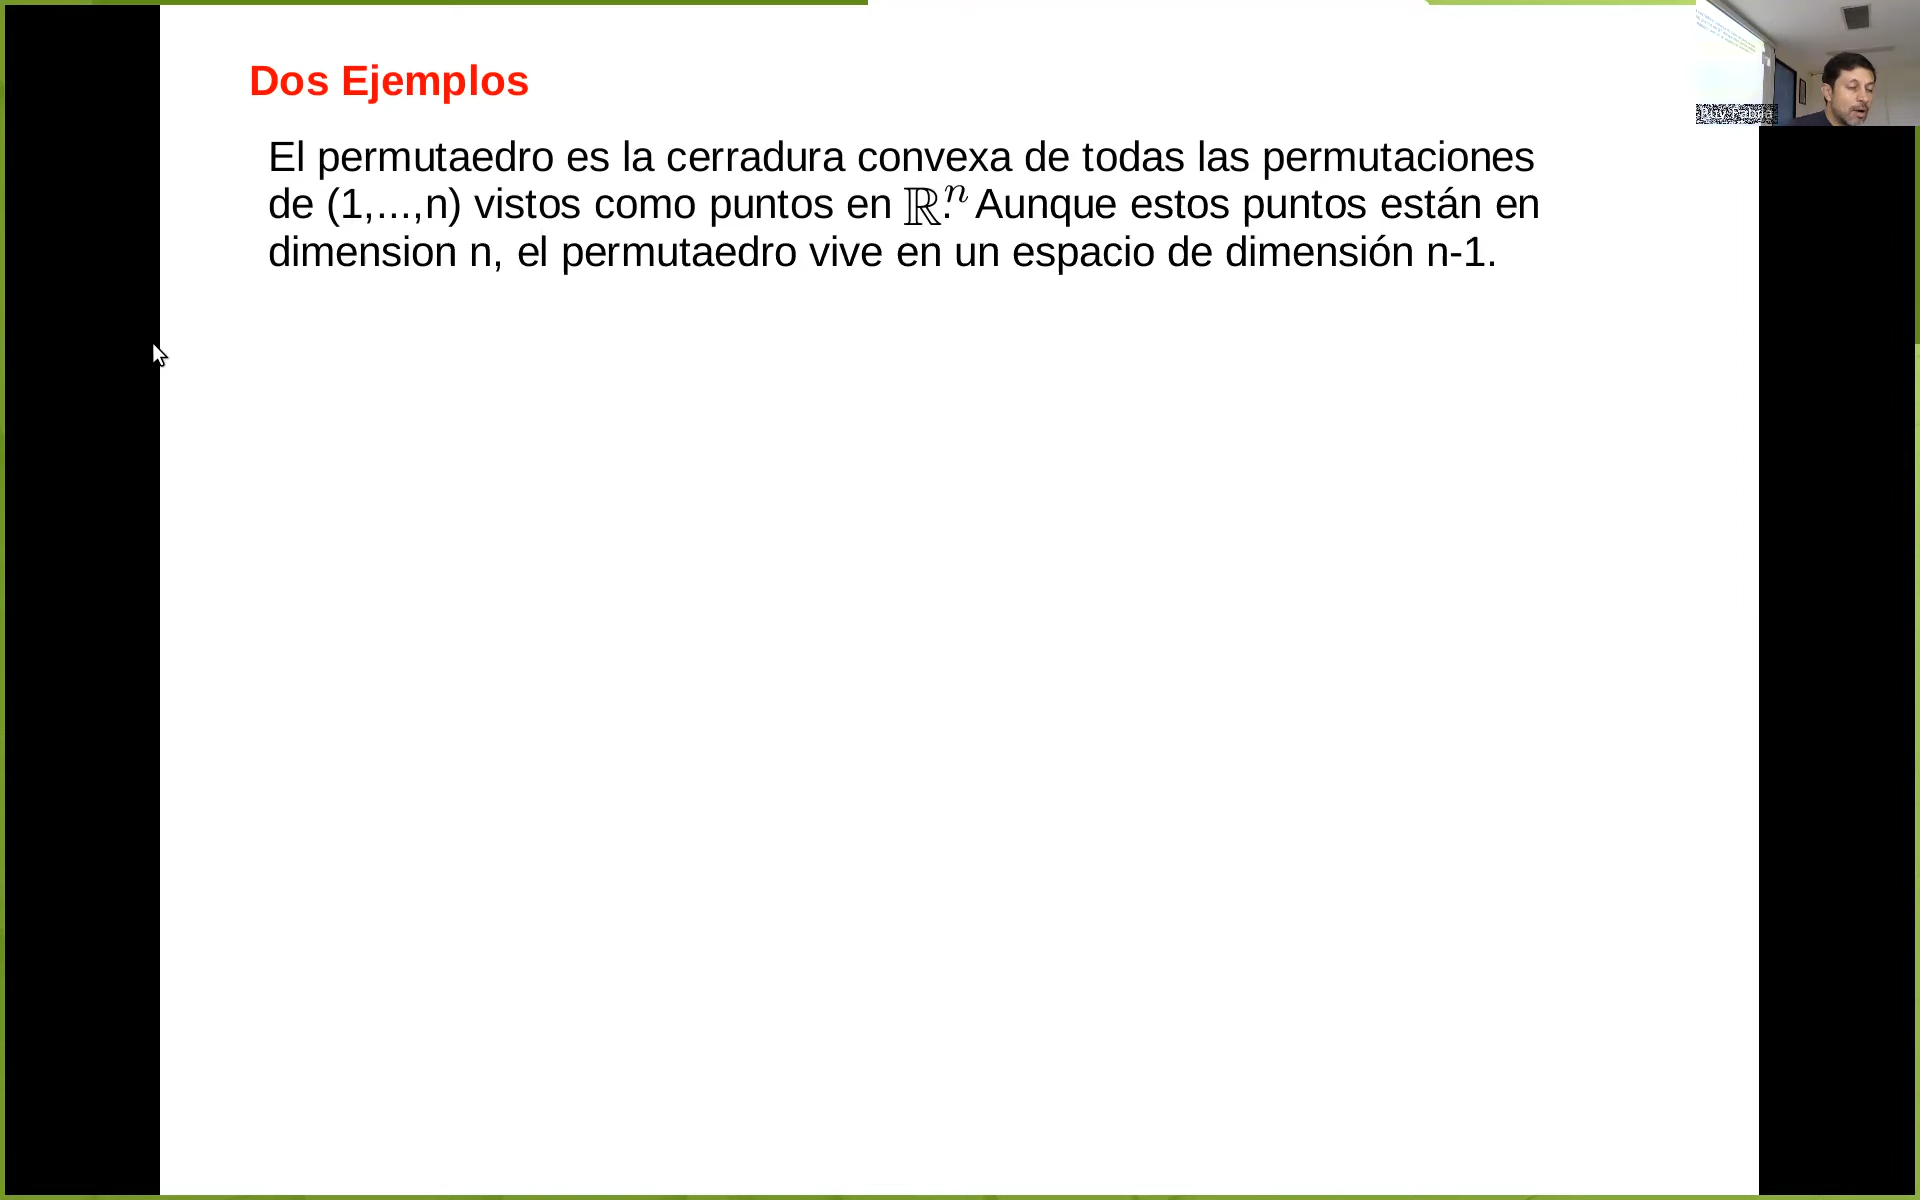 Dos Ejemplos
El permutaedro es la cerradura convexa de todas las permutaciones
de (1,...,n) vistos como puntos en ℝⁿ. Aunque estos puntos están en
dimension n, el permutaedro vive en un espacio de dimensión n-1.